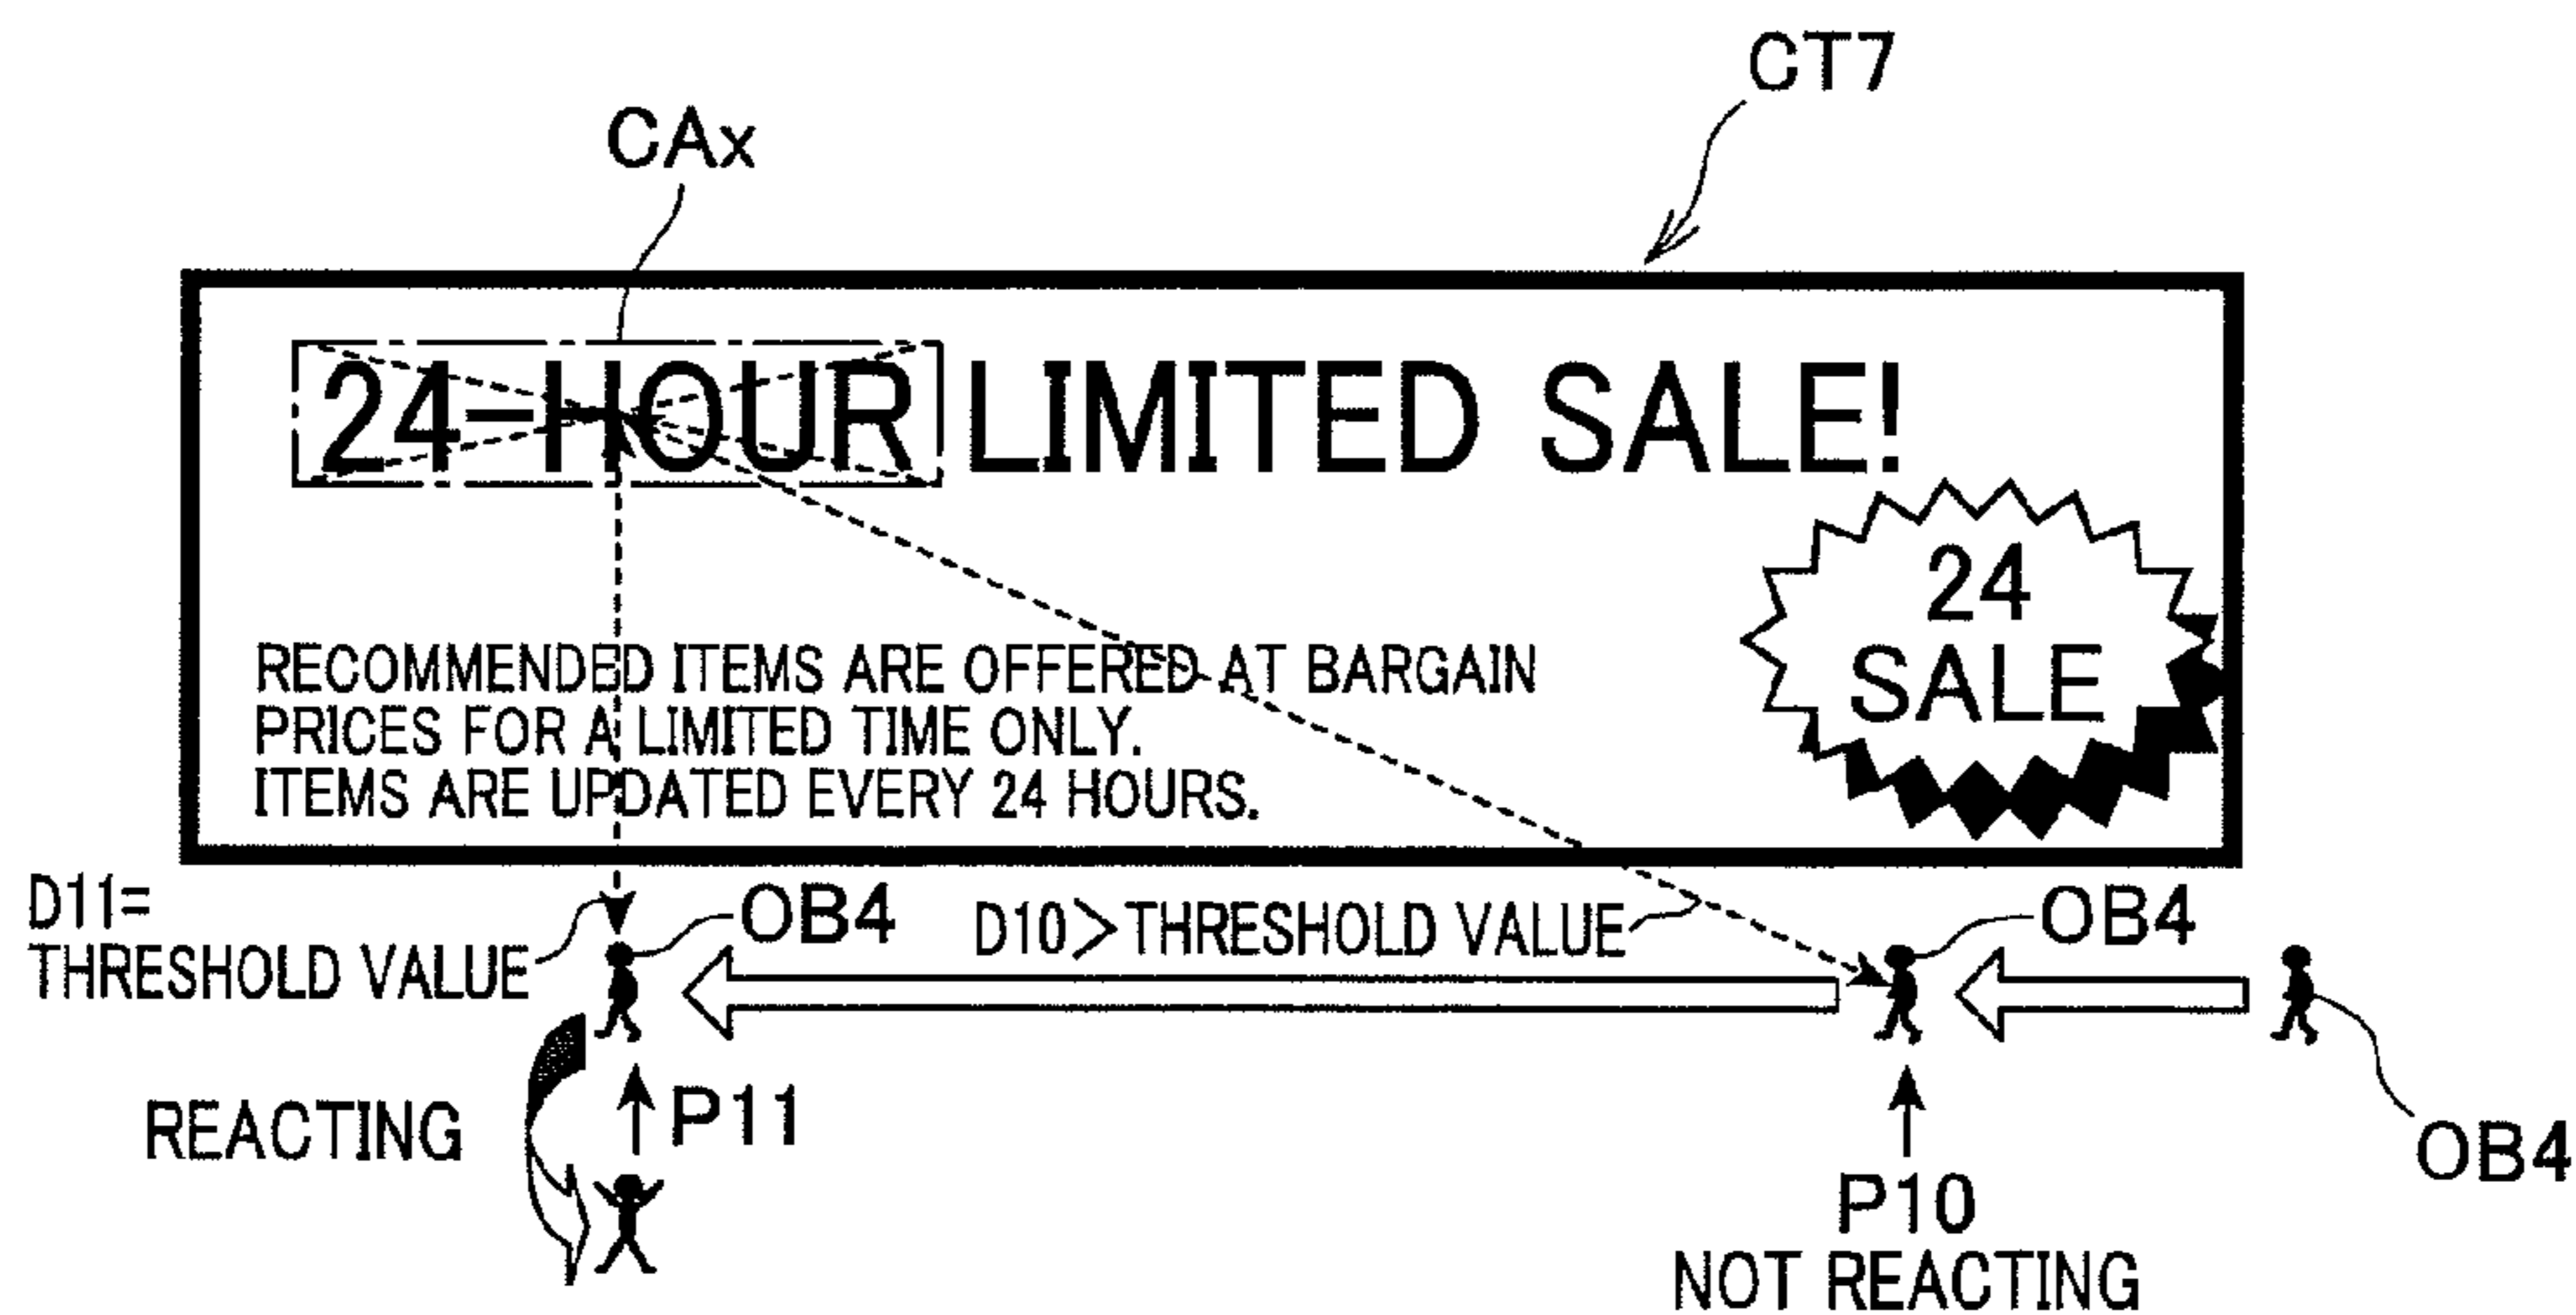 CT7
CAx
24-HOUR LIMITED SALE!
24
SALE
RECOMMENDED ITEMS ARE OFFERED AT BARGAIN
PRICES FOR A LIMITED TIME ONLY.
ITEMS ARE UPDATED EVERY 24 HOURS.
D11=
THRESHOLD VALUE
OB4
D10>THRESHOLD VALUE
OB4
OB4
REACTING
P11
P10
NOT REACTING